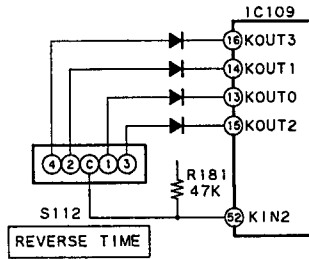 IC109
16 KOUT3
14 KOUT1
13 KOUT0
15 KOUT2
4 2 C 1 3
R181
47K
S112
52 KIN2
REVERSE TIME